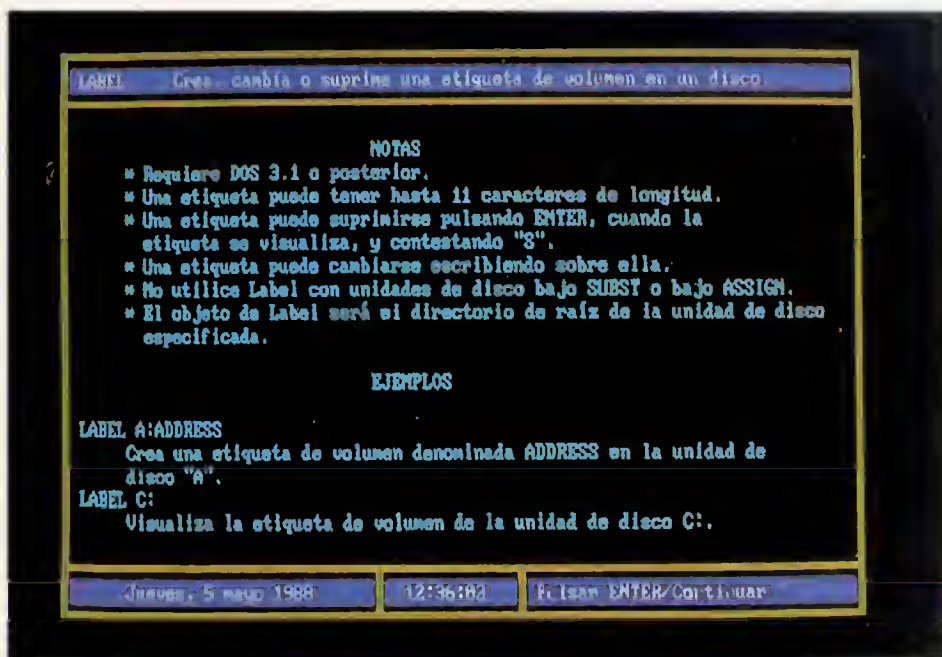 LABEL Crea, cambia o suprime una etiqueta de volumen en un disco.
NOTAS
* Requiere DOS 3.1 o posterior.
* Una etiqueta puede tener hasta 11 caracteres de longitud.
* Una etiqueta puede suprimirse pulsando ENTER, cuando la
etiqueta se visualiza, y contestando "S".
* Una etiqueta puede cambiarse escribiendo sobre ella.
* No utilice Label con unidades de disco bajo SUBST o bajo ASSIGN.
* El objeto de Label será el directorio de raíz de la unidad de disco
especificada.
EJEMPLOS
LABEL A:ADDRESS
Crea una etiqueta de volumen denominada ADDRESS en la unidad de
disco "A".
LABEL C:
Visualiza la etiqueta de volumen de la unidad de disco C:.
Jueves, 5 mayo 1988
12:36:02
Pulsar ENTER/Continuar